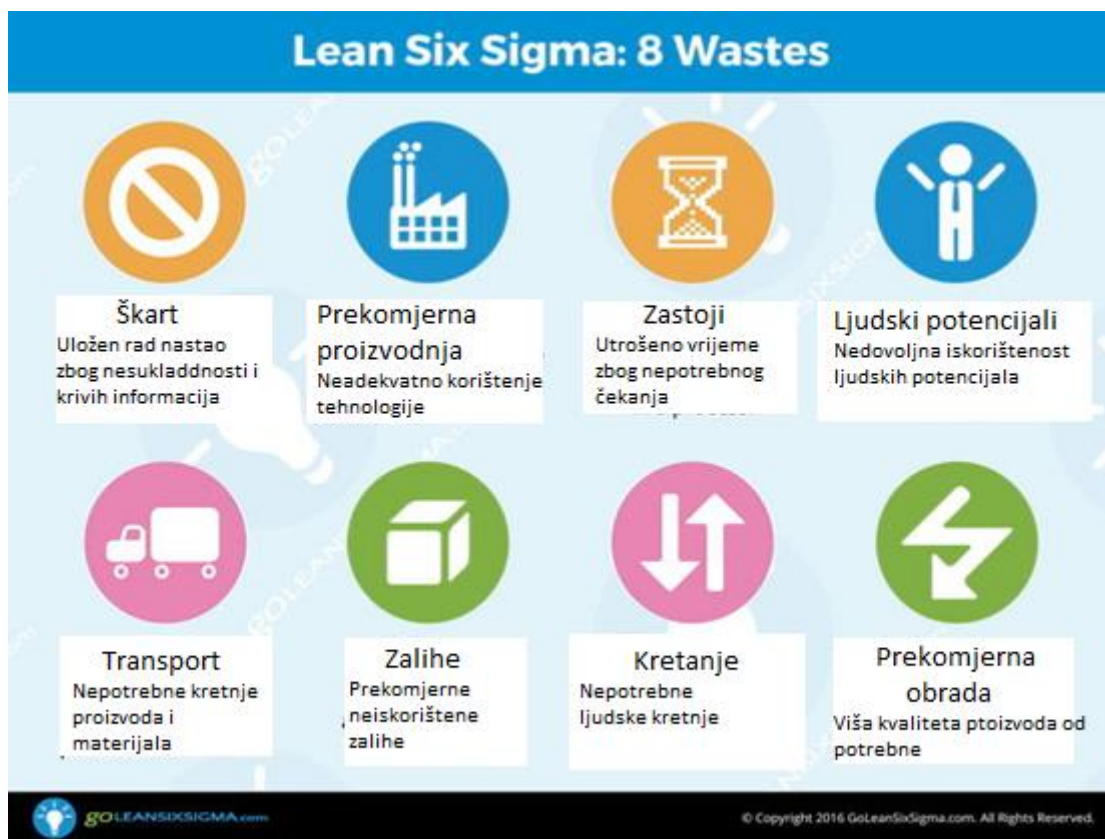 Lean Six Sigma: 8 Wastes
Škart
Uložen rad nastao
zbog nesukladdnosti i
krivih informacija
Prekomjerna
proizvodnja
Neadekvatno korištenje
tehnologije
Zastoji
Utrošeno vrijeme
zbog nepotrebnog
čekanja
Ljudski potencijali
Nedovoljna iskorištenost
ljudskih potencijala
Transport
Nepotrebne kretnje
proizvoda i
materijala
Zalihe
Prekomjerne
neiskorištene
zalihe
Kretanje
Nepotrebne
ljudske kretnje
Prekomjerna
obrada
Viša kvaliteta ptoizvoda od
potrebne
goLEANSIXSIGMA.com
© Copyright 2016 GoLeanSixSigma.com. All Rights Reserved.